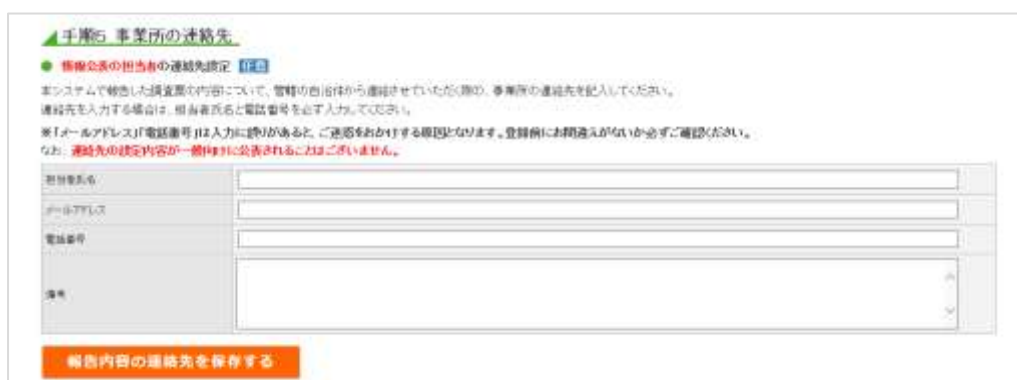 手順5 事業所の連絡先
情報公表の担当者の連絡先設定 任意
本システムで報告した調査票の内容について、管轄の自治体から連絡させていただく際の、事業所の連絡先を記入してください。
連絡先を入力する場合は、担当者氏名と電話番号を必ず入力してください。
※「メールアドレス」「電話番号」は入力に誤りがあると、ご迷惑をおかけする原因となります。登録前にお間違えがないか必ずご確認ください。
なお、連絡先の設定内容が一般向けに公表されることはございません。
担当者氏名
メールアドレス
電話番号
備考
報告内容の連絡先を保存する